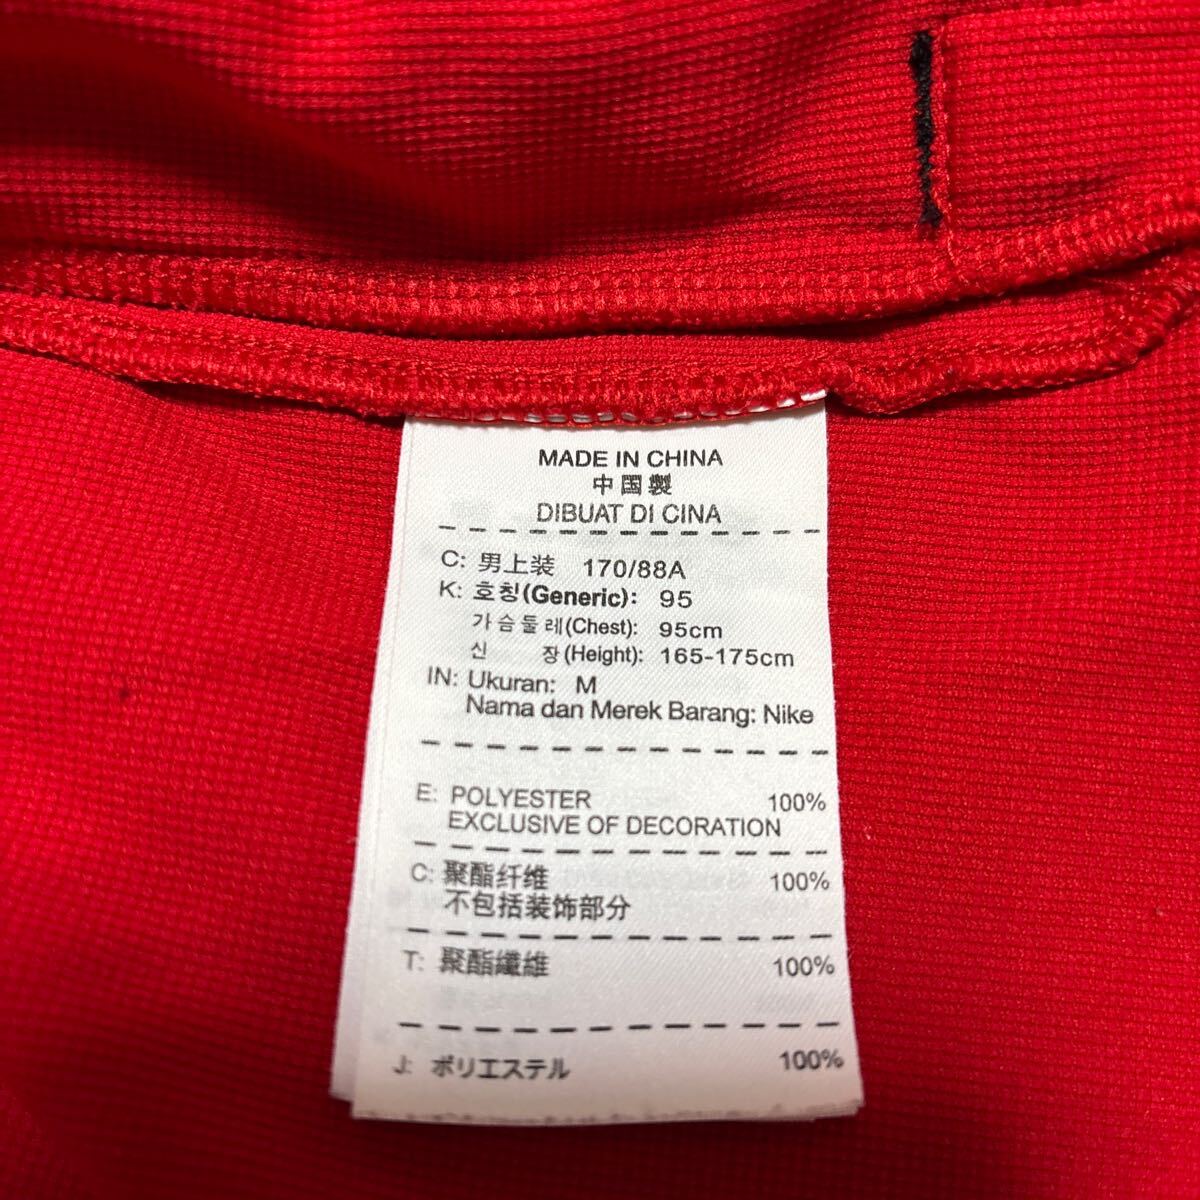 MADE IN CHINA
中国製
DIBUAT DI CINA
C: 男上装 170/88A
K: 호칭(Generic): 95
가슴둘레(Chest): 95cm
신 장(Height): 165-175cm
IN: Ukuran: M
Nama dan Merek Barang: Nike
E: POLYESTER 100%
EXCLUSIVE OF DECORATION
C: 聚酯纤维 100%
不包括装饰部分
T: 聚酯纖維 100%
J: ポリエステル 100%